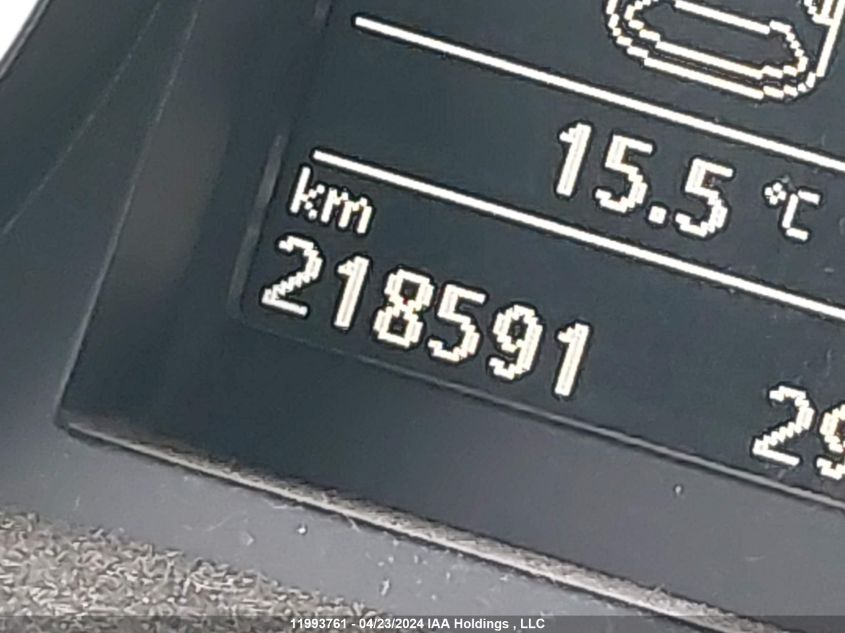 15.5 °C
km
218591
29
11993761 - 04/23/2024 IAA Holdings , LLC